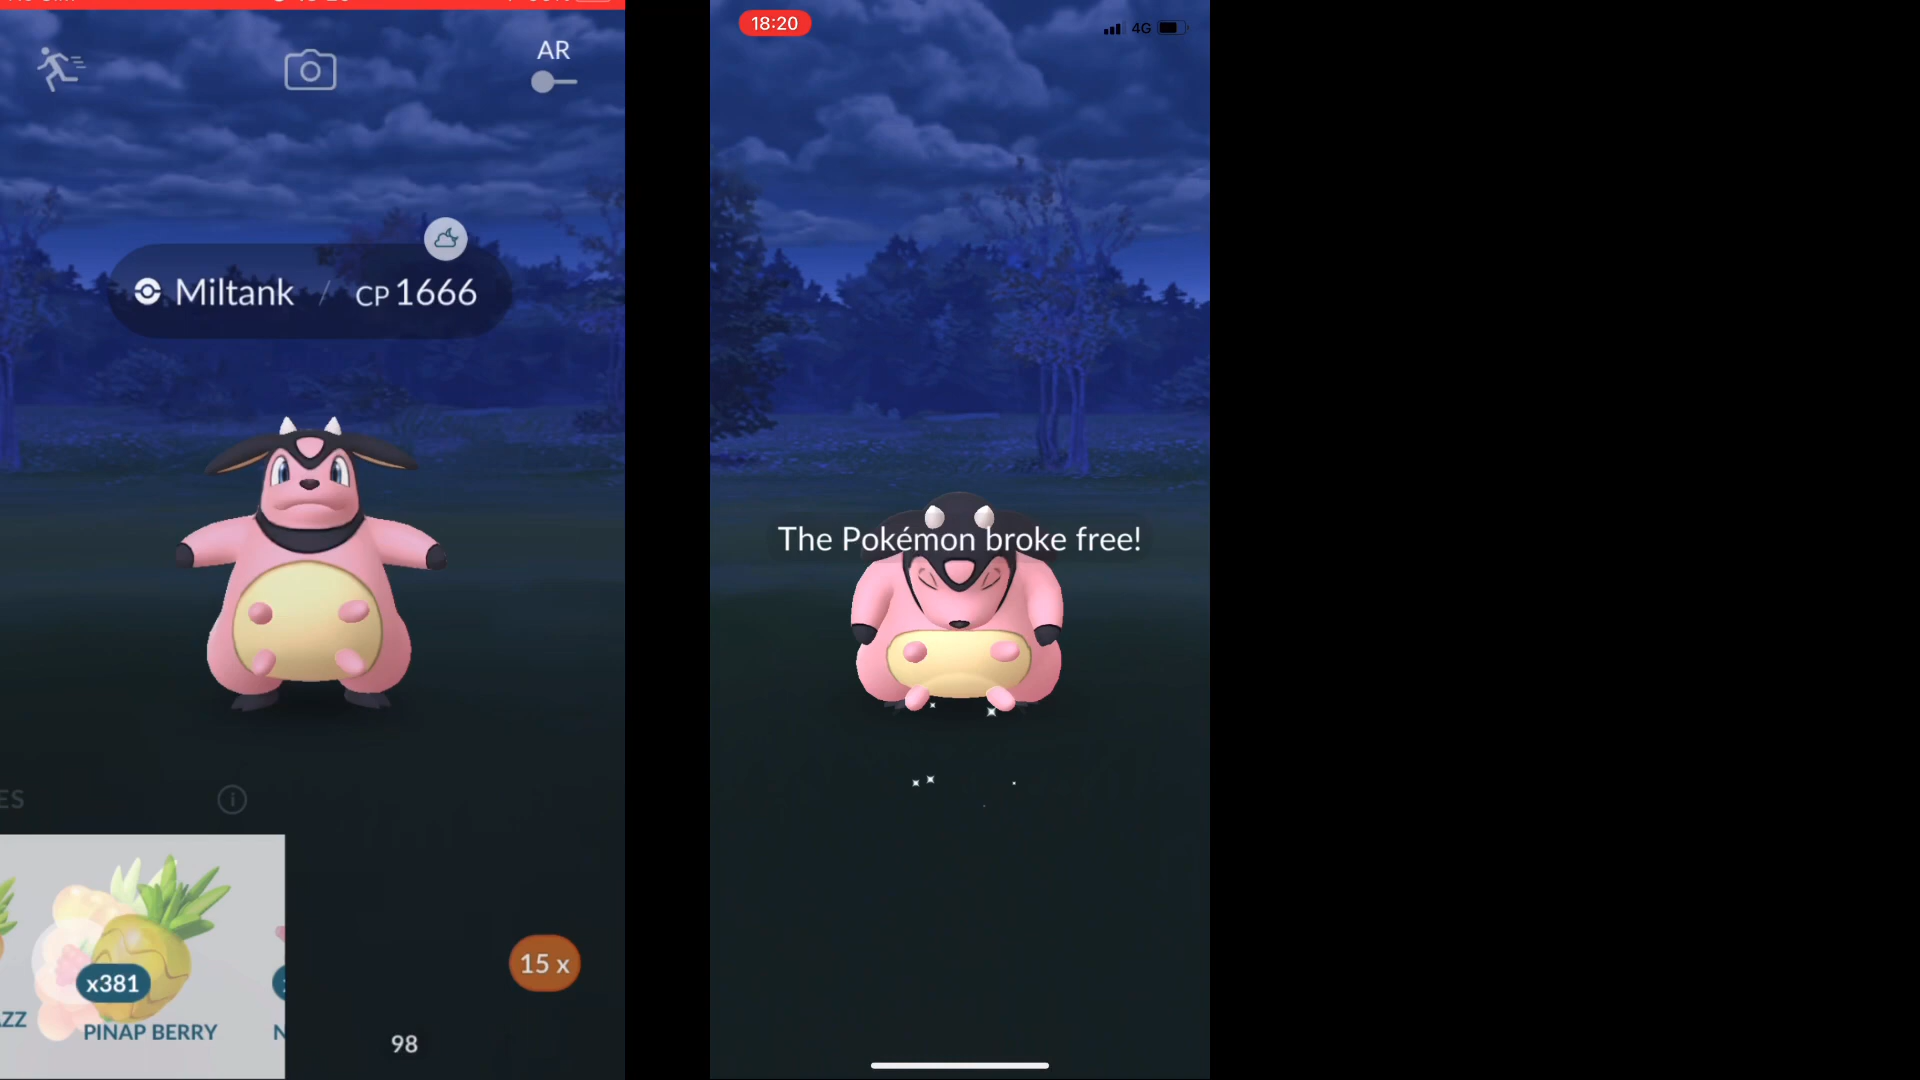 AR
Miltank / CP 1666
ES
x381
ZZ
PINAP BERRY
N
15 x
98
18:20
4G
The Pokémon broke free!